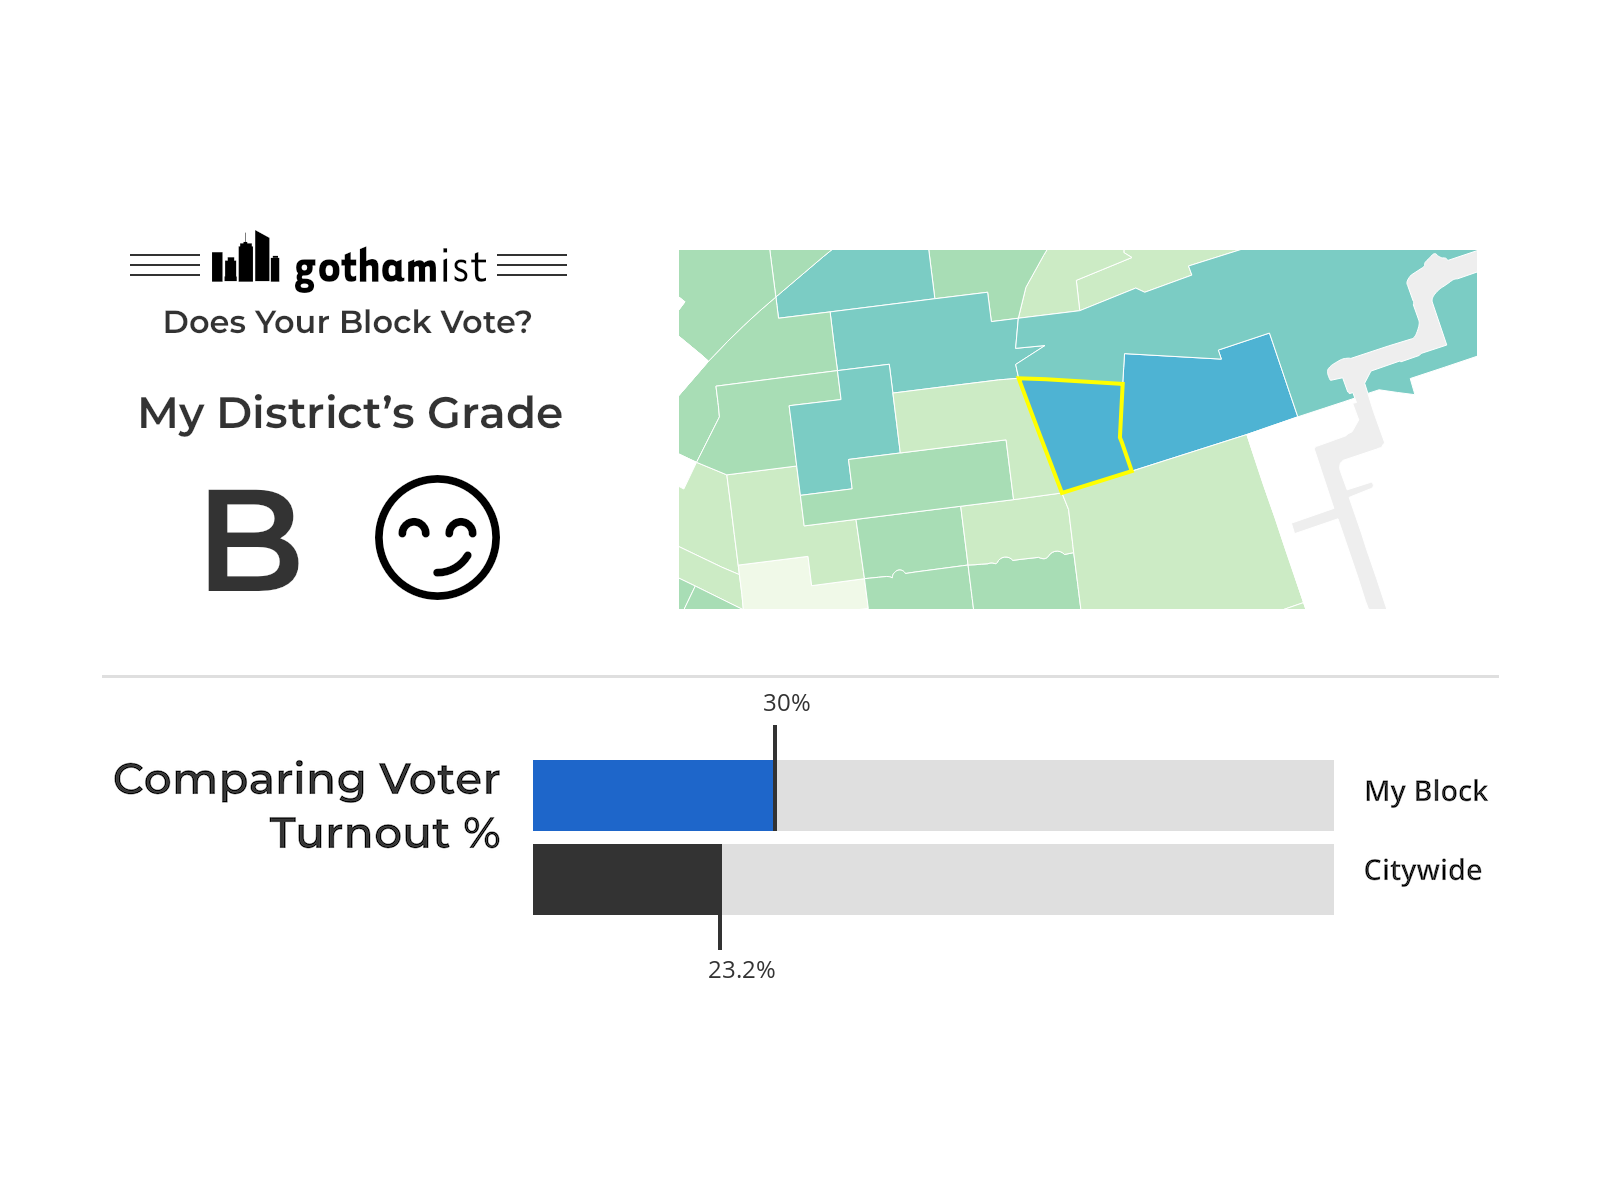 gothamist
Does Your Block Vote?
My District’s Grade
B
30%
Comparing Voter
Turnout %
My Block
Citywide
23.2%